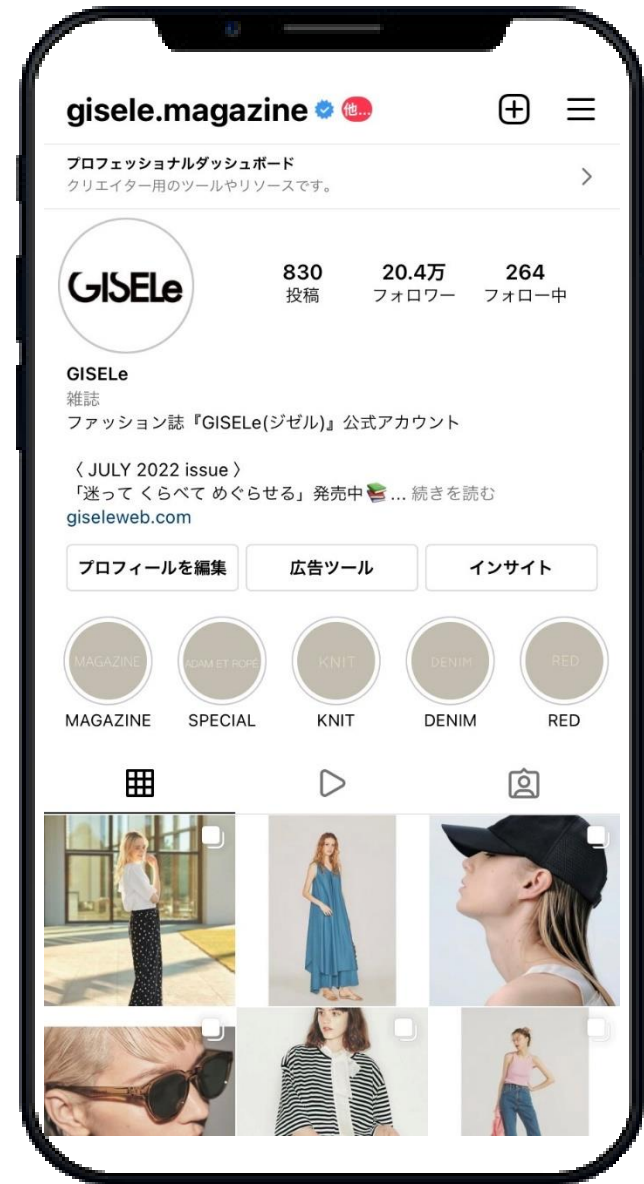 gisele.magazine 他...
プロフェッショナルダッシュボード
クリエイター用のツールやリソースです。
GISELe
830 20.4万 264
投稿 フォロワー フォロー中
GISELe
雑誌
ファッション誌『GISELe(ジゼル)』公式アカウント
〈 JULY 2022 issue 〉
「迷って くらべて めぐらせる」発売中📚... 続きを読む
giseleweb.com
プロフィールを編集 広告ツール インサイト
MAGAZINE ADAM ET ROPÉ KNIT DENIM RED
MAGAZINE SPECIAL KNIT DENIM RED